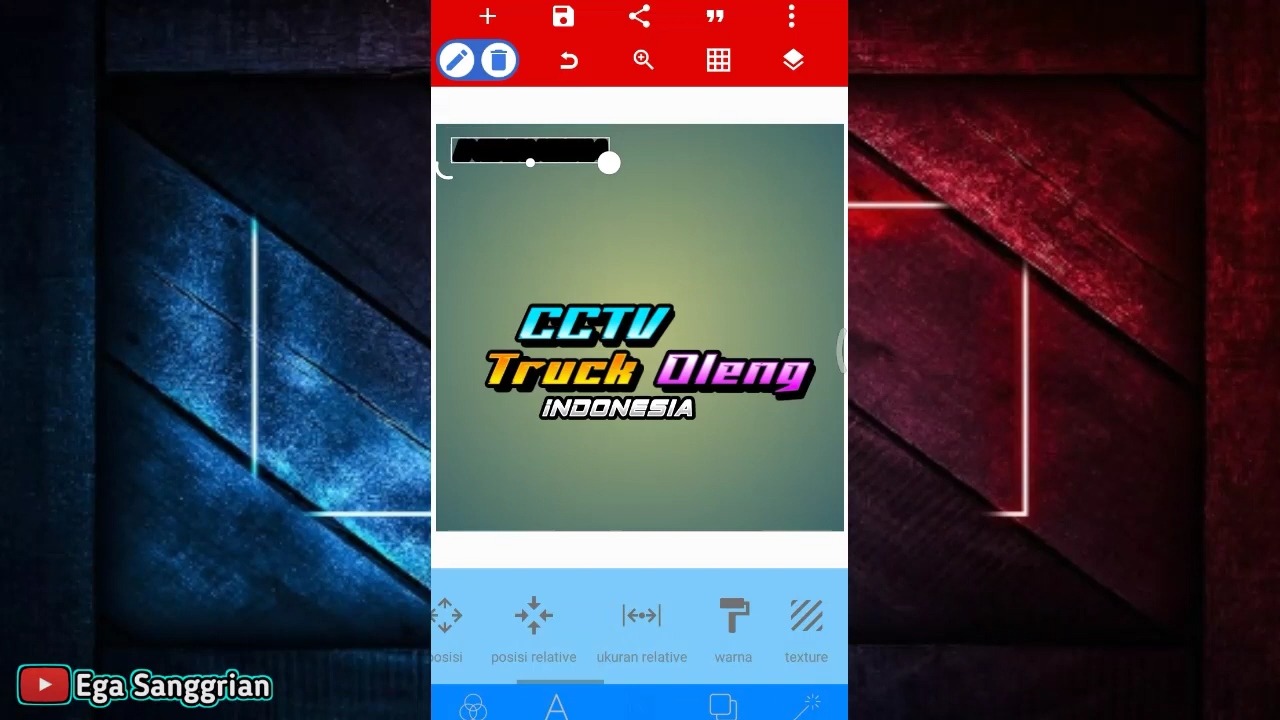 CCTV
Truck Oleng
INDONESIA
posisi
posisi relative
ukuran relative
warna
texture
Ega Sanggrian